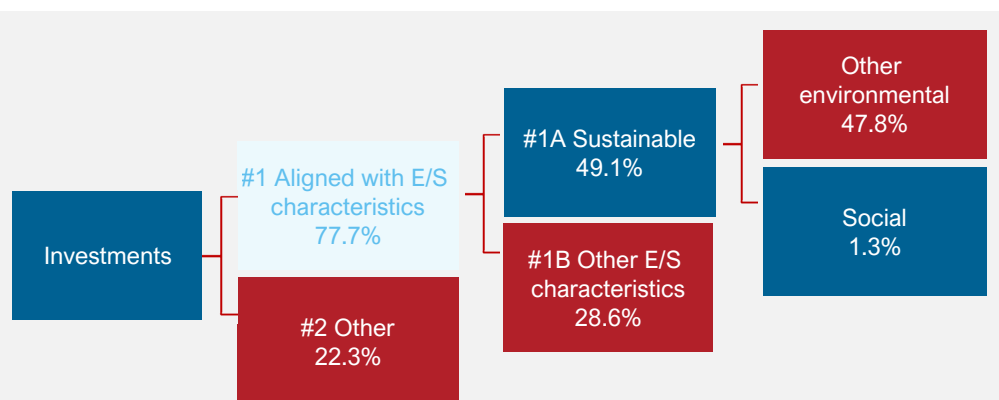 Investments
#1 Aligned with E/S
characteristics
77.7%
#2 Other
22.3%
#1A Sustainable
49.1%
#1B Other E/S
characteristics
28.6%
Other
environmental
47.8%
Social
1.3%